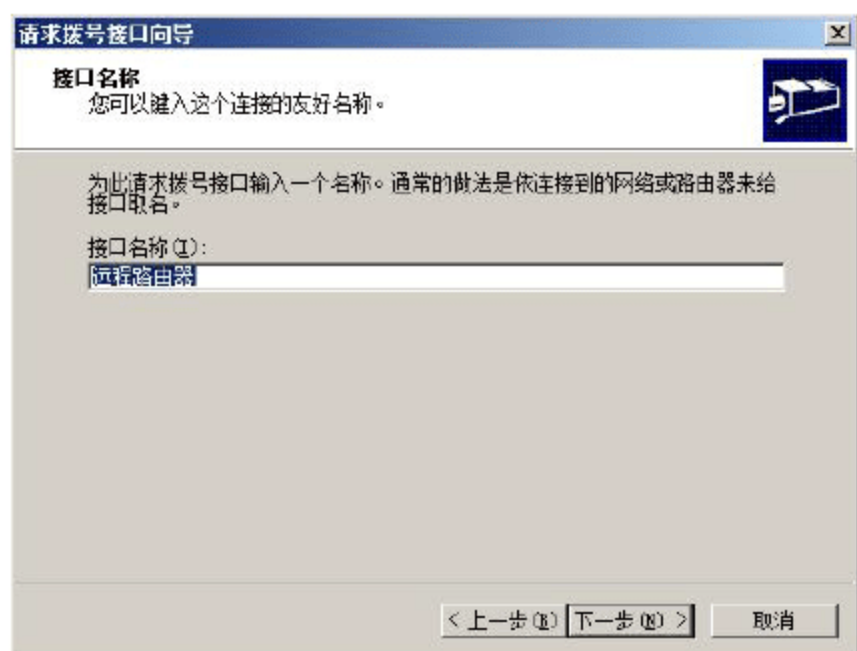 请求拨号接口向导
接口名称
您可以键入这个连接的友好名称。
为此请求拨号接口输入一个名称。通常的做法是依连接到的网络或路由器来给
接口取名。
接口名称(I):
远程路由器
< 上一步(B)
下一步(N) >
取消